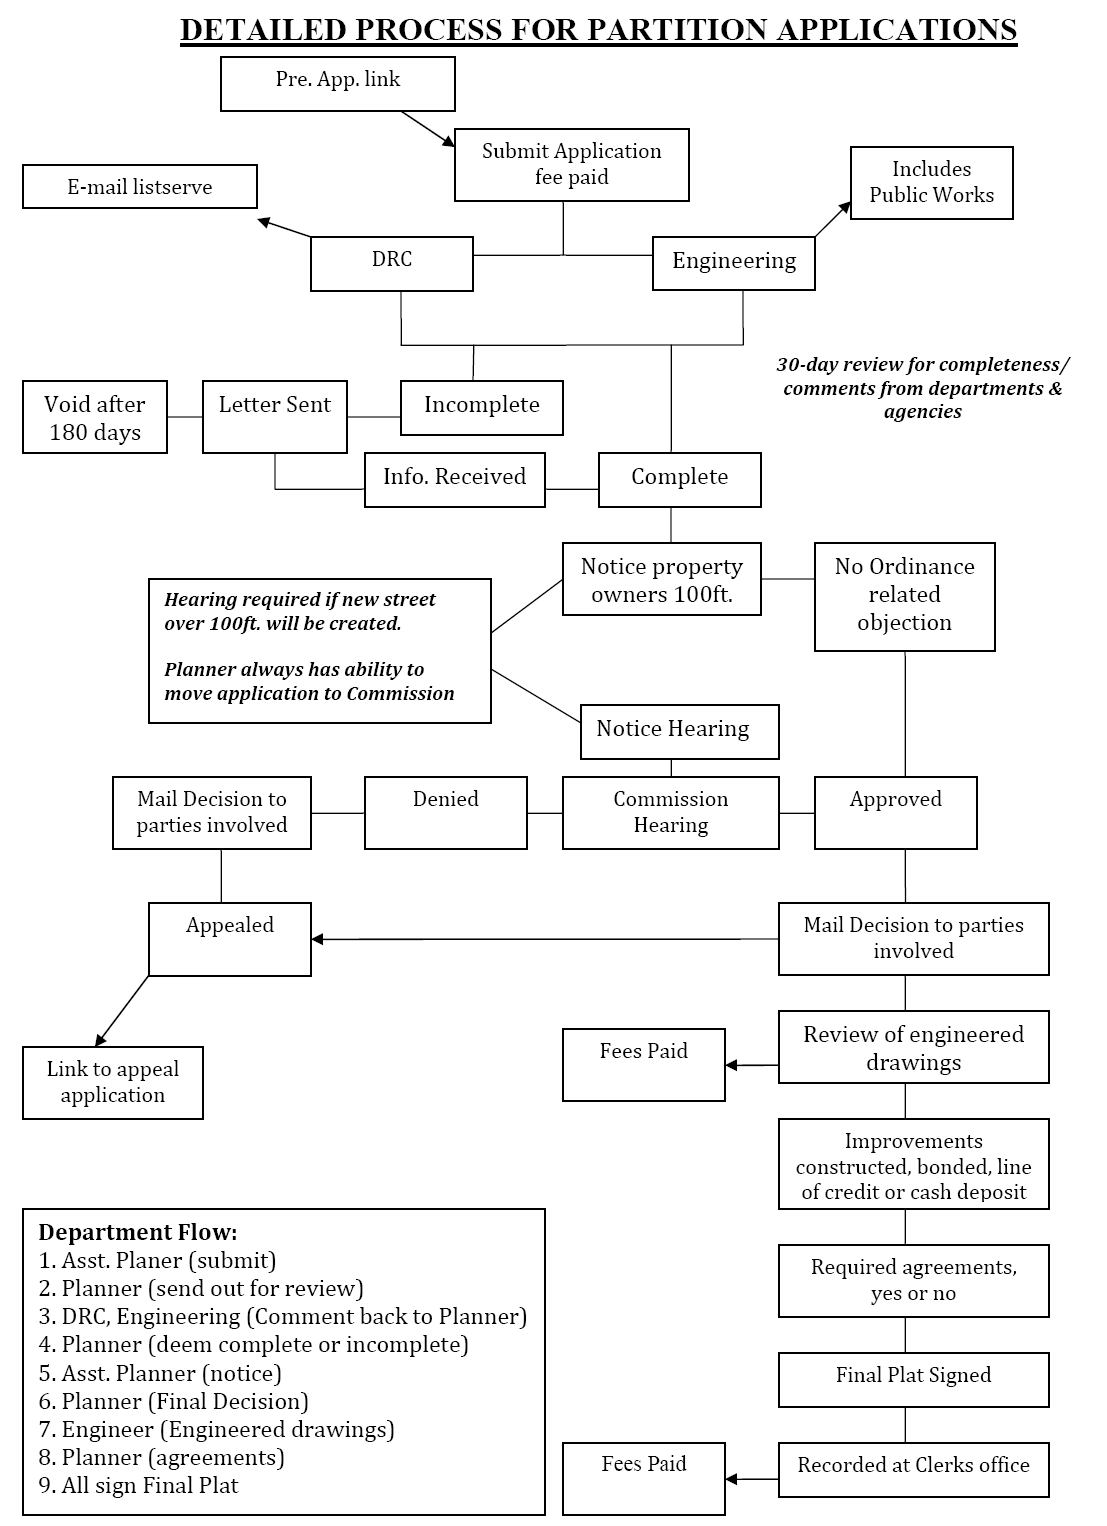 DETAILED PROCESS FOR PARTITION APPLICATIONS
Pre. App. link
Submit Application
fee paid
Includes
Public Works
E-mail listserve
DRC
Engineering
30-day review for completeness/
comments from departments &
agencies
Void after
180 days
Letter Sent
Incomplete
Info. Received
Complete
Notice property
owners 100ft.
No Ordinance
related
objection
Hearing required if new street
over 100ft. will be created.
Planner always has ability to
move application to Commission
Notice Hearing
Mail Decision to
parties involved
Denied
Commission
Hearing
Approved
Appealed
Mail Decision to parties
involved
Link to appeal
application
Fees Paid
Review of engineered
drawings
Improvements
constructed, bonded, line
of credit or cash deposit
Department Flow:
1. Asst. Planer (submit)
2. Planner (send out for review)
3. DRC, Engineering (Comment back to Planner)
4. Planner (deem complete or incomplete)
5. Asst. Planner (notice)
6. Planner (Final Decision)
7. Engineer (Engineered drawings)
8. Planner (agreements)
9. All sign Final Plat
Required agreements,
yes or no
Final Plat Signed
Fees Paid
Recorded at Clerks office